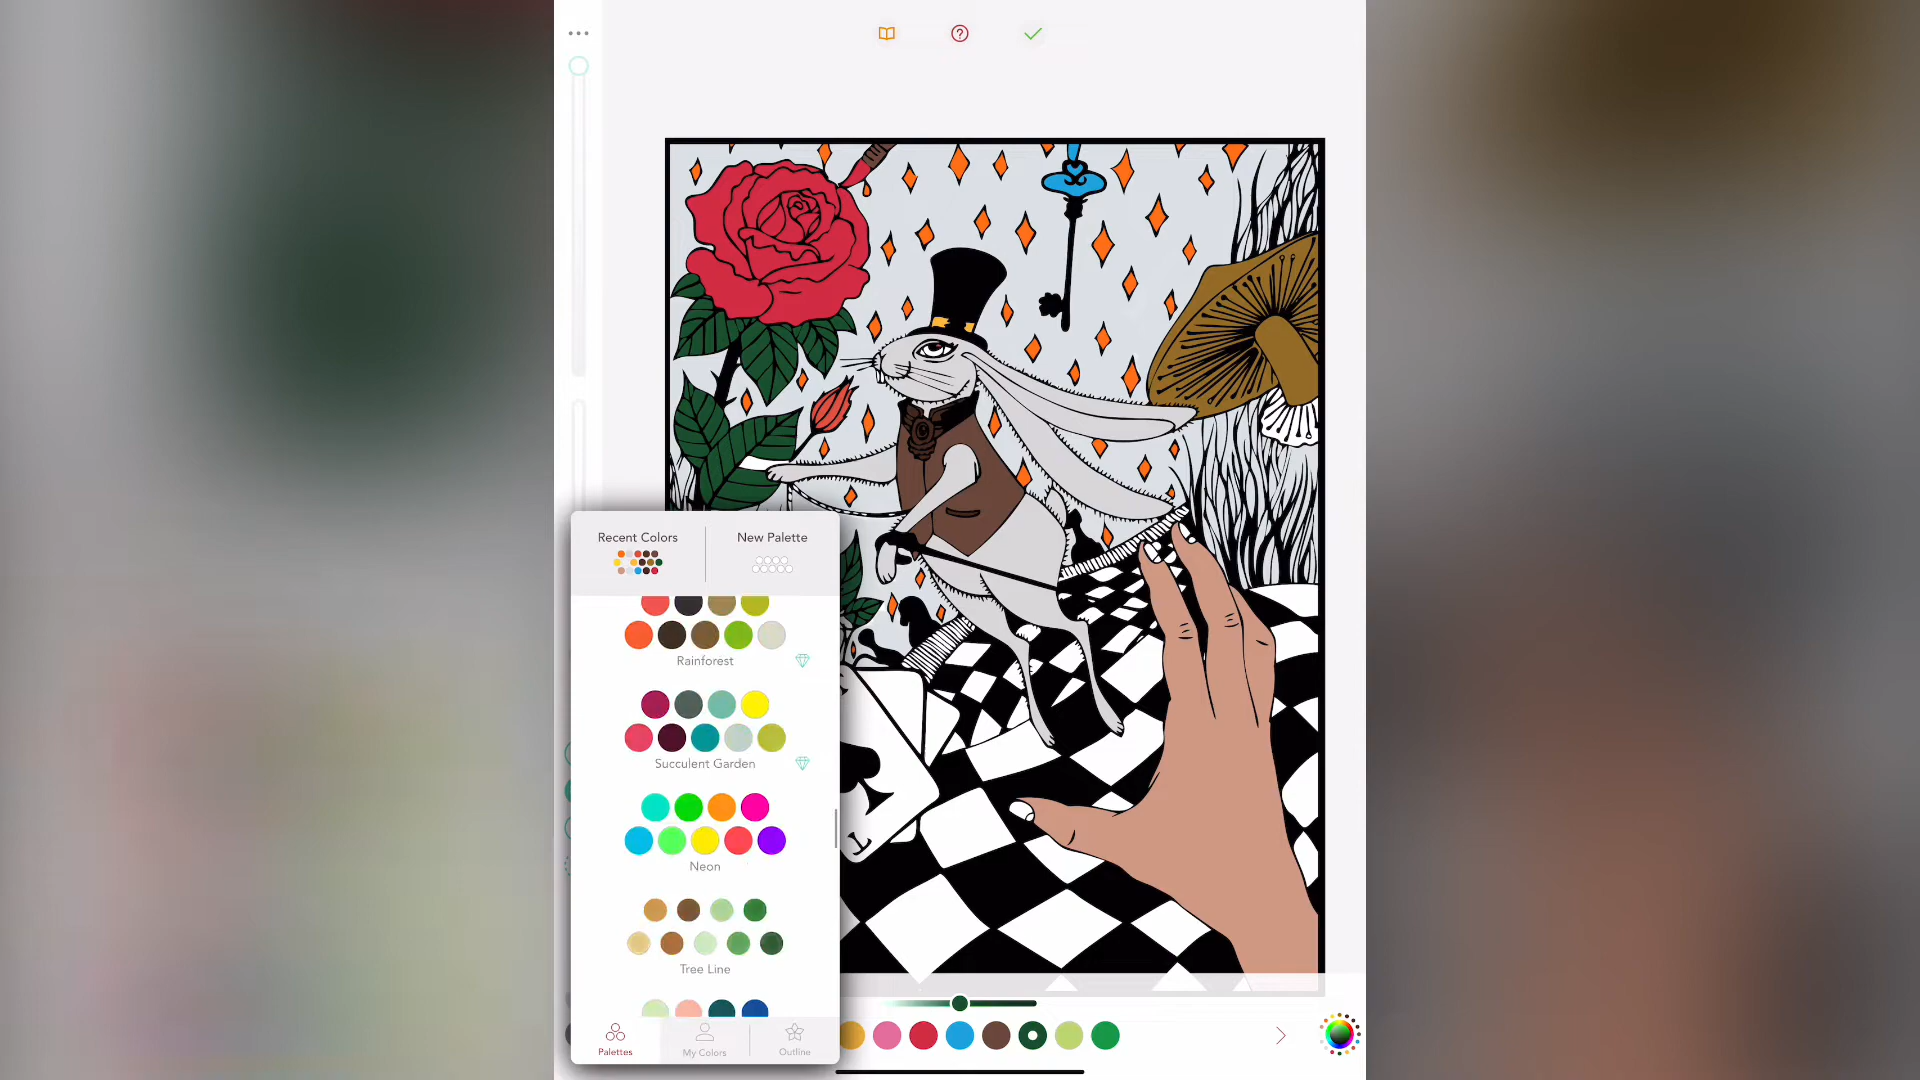 Recent Colors
New Palette
Rainforest
Succulent Garden
Neon
Tree Line
Palettes
My Colors
Outline